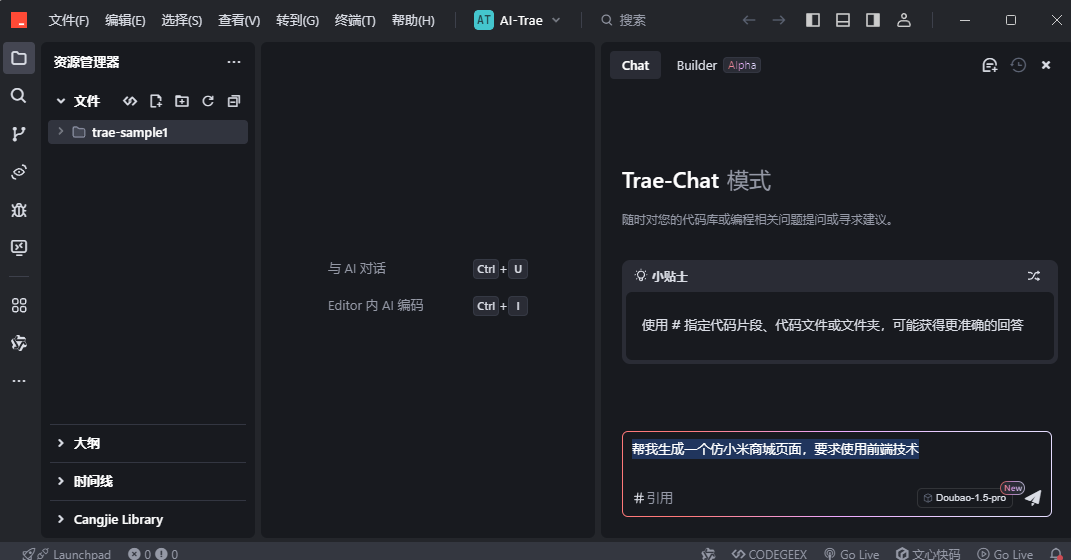 文件(F) 编辑(E) 选择(S) 查看(V) 转到(G) 终端(T) 帮助(H) AT AI-Trae 搜索
资源管理器
文件
trae-sample1
大纲
时间线
Cangjie Library
与 AI 对话 Ctrl + U
Editor 内 AI 编码 Ctrl + I
Chat Builder Alpha
Trae-Chat 模式
随时对您的代码库或编程相关问题提问或寻求建议。
小贴士
使用 # 指定代码片段、代码文件或文件夹，可能获得更准确的回答
帮我生成一个仿小米商城页面，要求使用前端技术
# 引用 Doubao-1.5-pro New
Launchpad 0 0 CODEGEEX Go Live 文心快码 Go Live